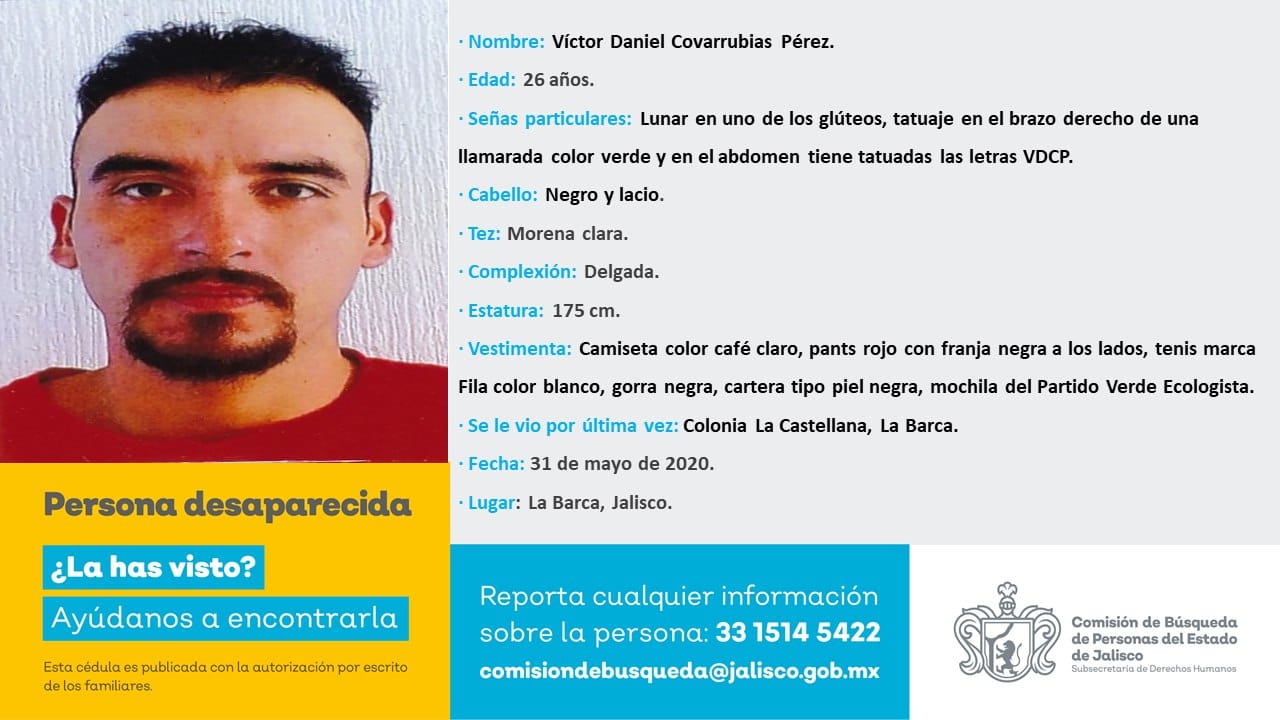 · Nombre: Víctor Daniel Covarrubias Pérez.
· Edad: 26 años.
· Señas particulares: Lunar en uno de los glúteos, tatuaje en el brazo derecho de una
llamarada color verde y en el abdomen tiene tatuadas las letras VDCP.
· Cabello: Negro y lacio.
· Tez: Morena clara.
· Complexión: Delgada.
· Estatura: 175 cm.
· Vestimenta: Camiseta color café claro, pants rojo con franja negra a los lados, tenis marca
Fila color blanco, gorra negra, cartera tipo piel negra, mochila del Partido Verde Ecologista.
· Se le vio por última vez: Colonia La Castellana, La Barca.
· Fecha: 31 de mayo de 2020.
· Lugar: La Barca, Jalisco.
Persona desaparecida
¿La has visto?
Ayúdanos a encontrarla
Esta cédula es publicada con la autorización por escrito
de los familiares.
Reporta cualquier información
sobre la persona: 33 1514 5422
comisiondebusqueda@jalisco.gob.mx
Comisión de Búsqueda
de Personas del Estado
de Jalisco
Subsecretaría de Derechos Humanos